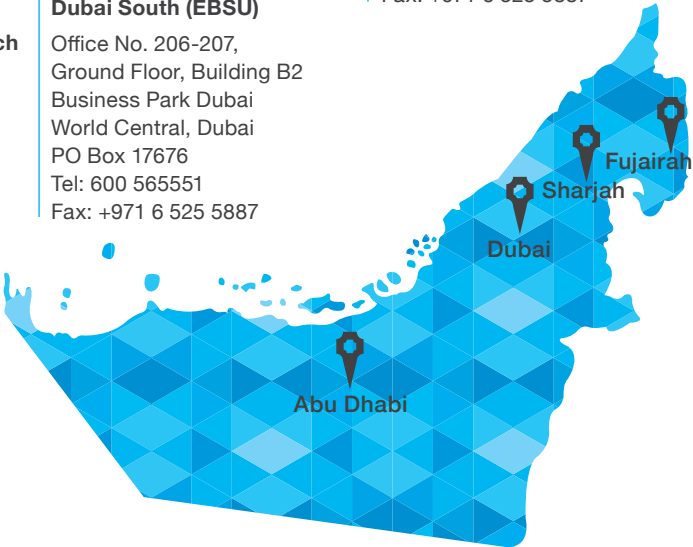 Dubai South (EBSU)
Office No. 206-207,
Ground Floor, Building B2
Business Park Dubai
World Central, Dubai
PO Box 17676
Tel: 600 565551
Fax: +971 6 525 5887
Fujairah
Sharjah
Dubai
Abu Dhabi